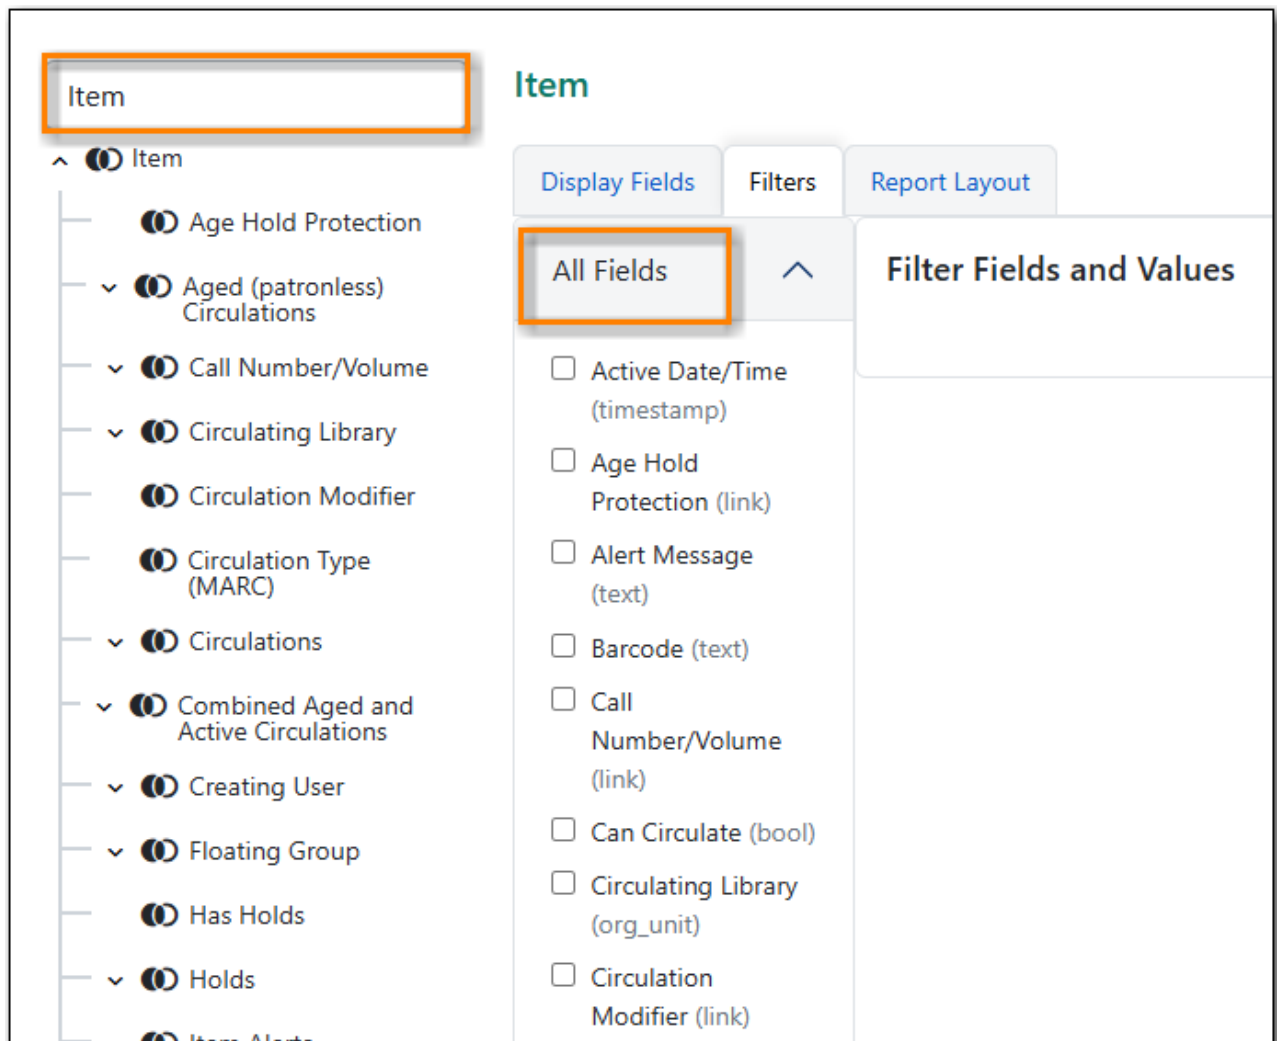 Item
Item
Age Hold Protection
Aged (patronless)
Circulations
Call Number/Volume
Circulating Library
Circulation Modifier
Circulation Type
(MARC)
Circulations
Combined Aged and
Active Circulations
Creating User
Floating Group
Has Holds
Holds
Item Alerts
Item
Display Fields
Filters
Report Layout
All Fields
Active Date/Time
(timestamp)
Age Hold
Protection (link)
Alert Message
(text)
Barcode (text)
Call
Number/Volume
(link)
Can Circulate (bool)
Circulating Library
(org_unit)
Circulation
Modifier (link)
Filter Fields and Values